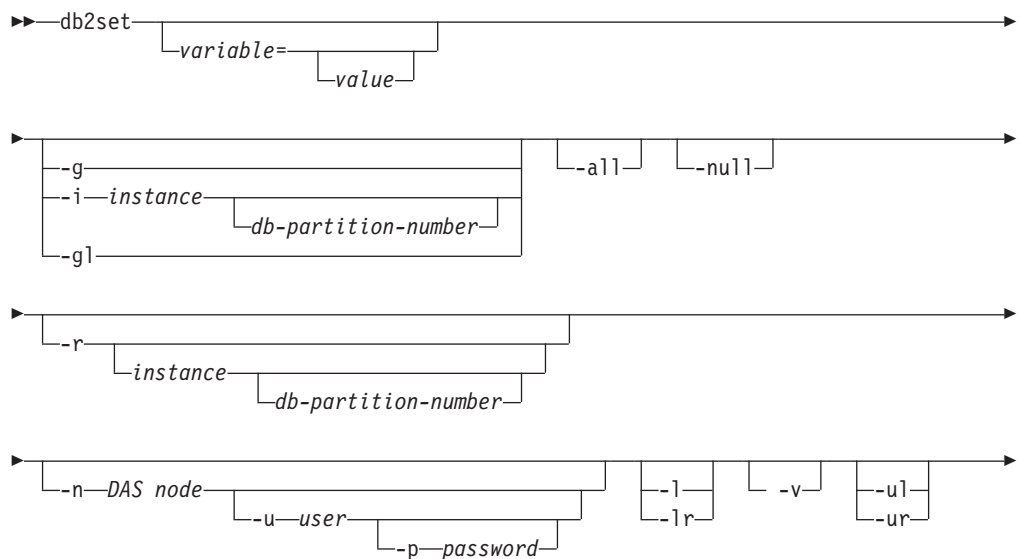 db2set
variable=
value
-g
-i instance
db-partition-number
-gl
-all
-null
-r
instance
db-partition-number
-n DAS node
-u user
-p password
-l
-lr
-v
-ul
-ur